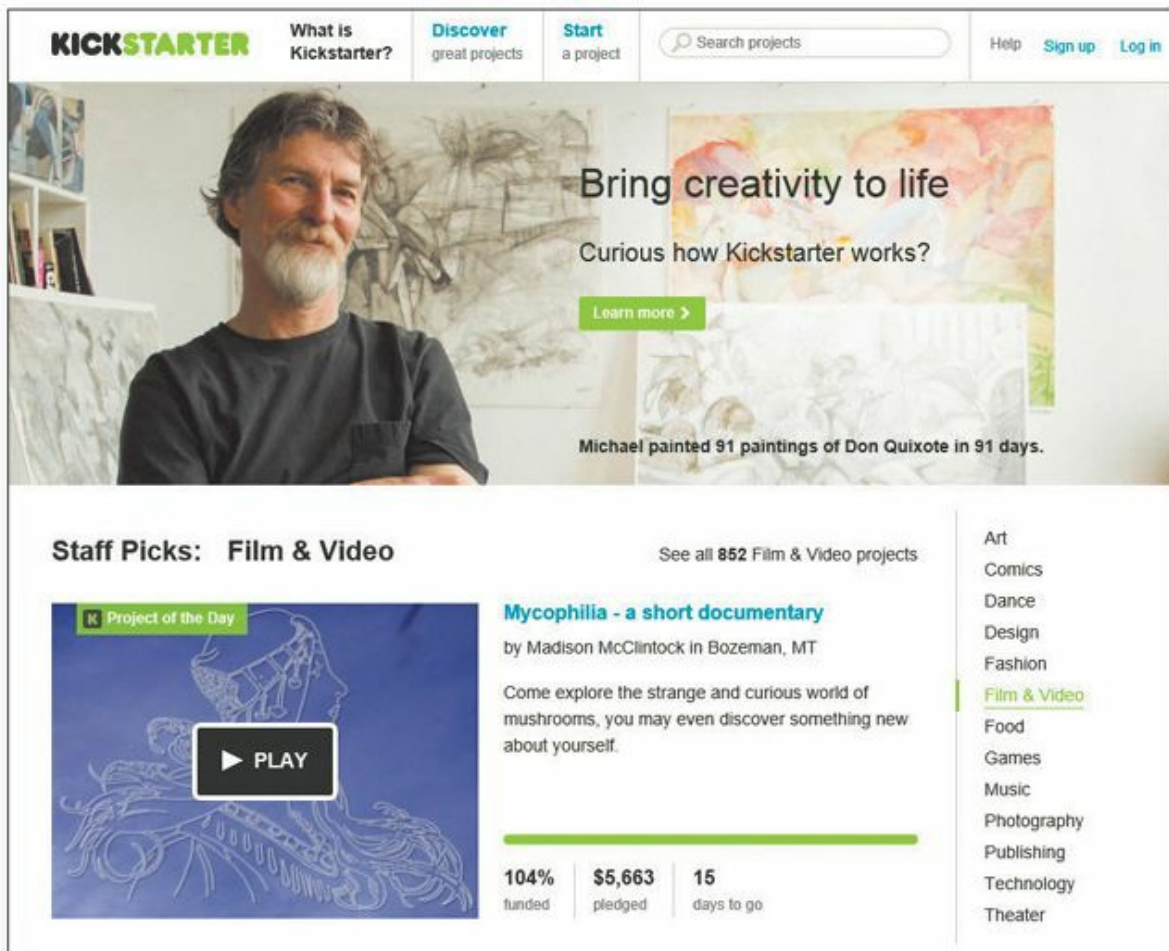 KICKSTARTER
What is
Kickstarter?
Discover
great projects
Start
a project
Search projects
Help
Sign up
Log in
Bring creativity to life
Curious how Kickstarter works?
Learn more
Michael painted 91 paintings of Don Quixote in 91 days.
Staff Picks: Film & Video
See all 852 Film & Video projects
K Project of the Day
PLAY
Mycophilia - a short documentary
by Madison McClintock in Bozeman, MT
Come explore the strange and curious world of
mushrooms, you may even discover something new
about yourself.
104%
funded
$5,663
pledged
15
days to go
Art
Comics
Dance
Design
Fashion
Film & Video
Food
Games
Music
Photography
Publishing
Technology
Theater